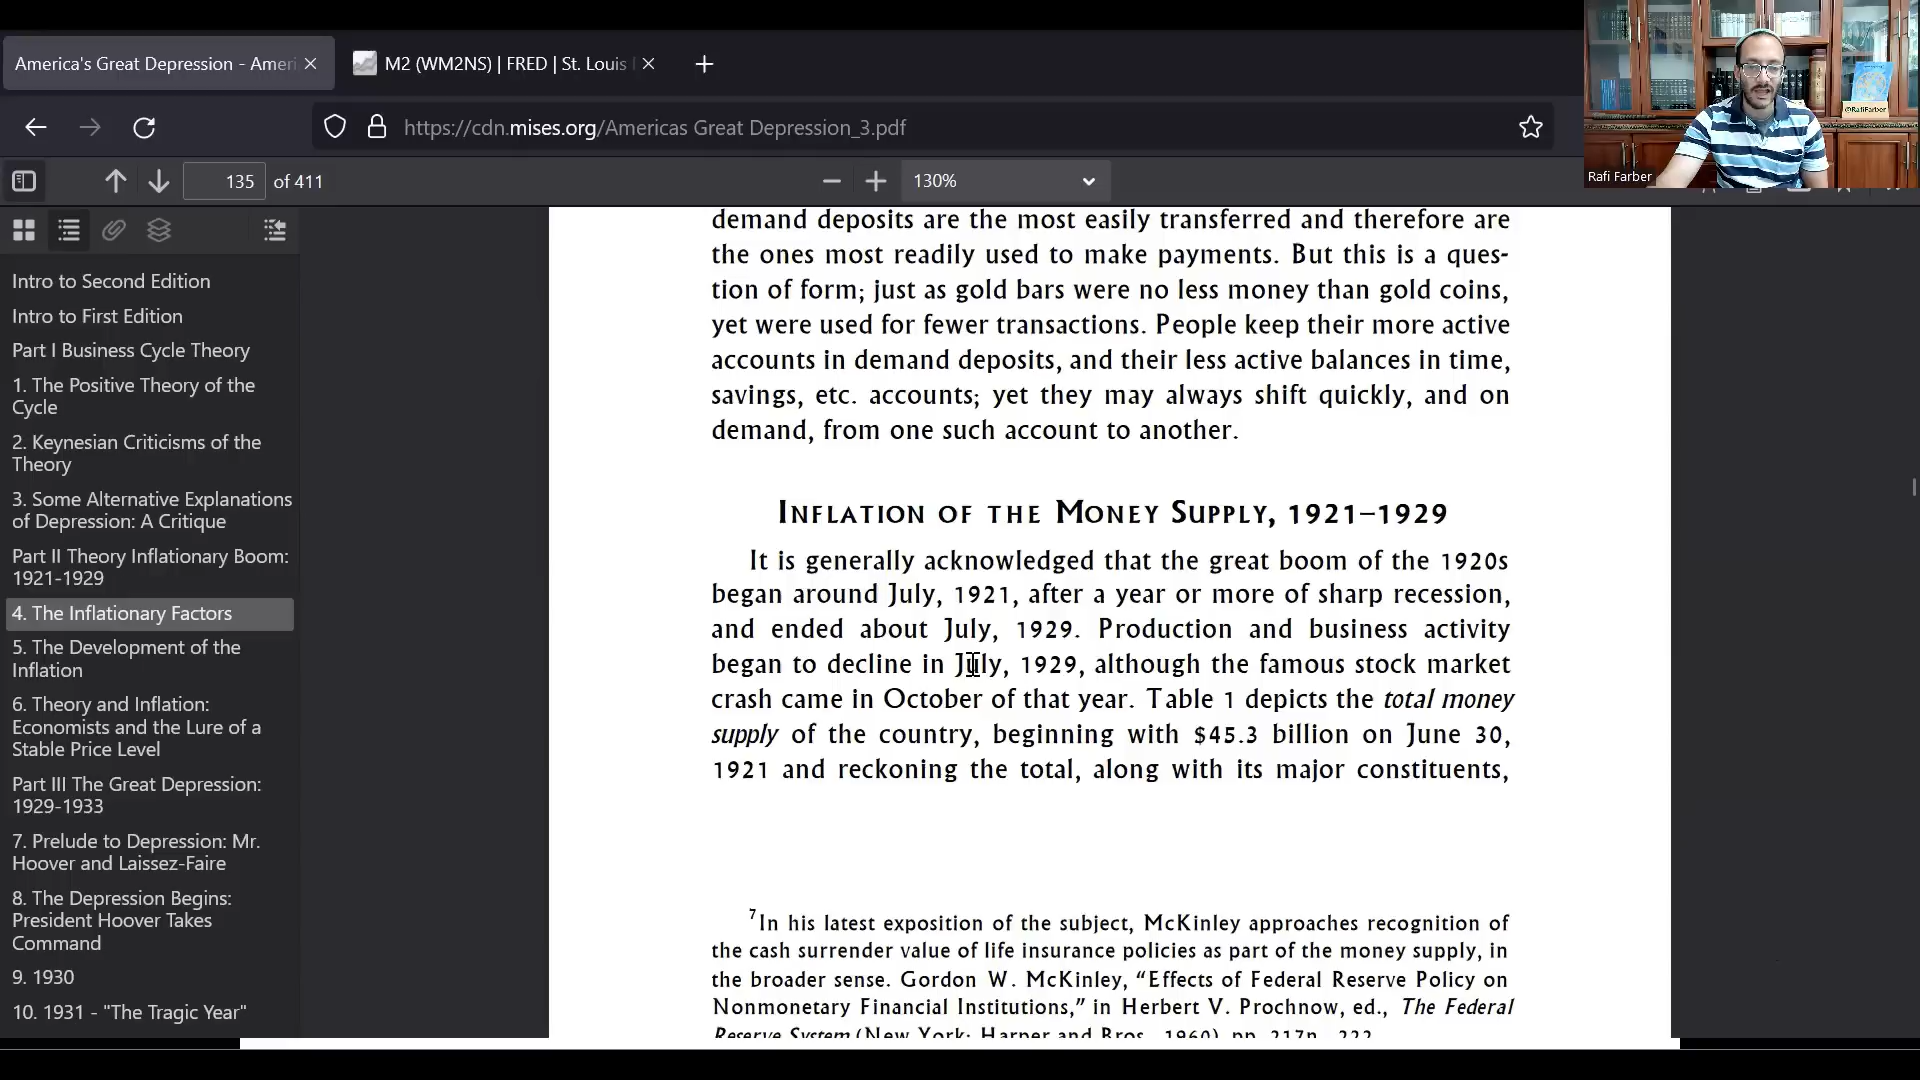 America's Great Depression - Ameri
M2 (WM2NS) | FRED | St. Louis
https://cdn.mises.org/Americas Great Depression_3.pdf
135 of 411
130%
Rafi Farber
@RafiFarber
Intro to Second Edition
Intro to First Edition
Part I Business Cycle Theory
1. The Positive Theory of the
Cycle
2. Keynesian Criticisms of the
Theory
3. Some Alternative Explanations
of Depression: A Critique
Part II Theory Inflationary Boom:
1921-1929
4. The Inflationary Factors
5. The Development of the
Inflation
6. Theory and Inflation:
Economists and the Lure of a
Stable Price Level
Part III The Great Depression:
1929-1933
7. Prelude to Depression: Mr.
Hoover and Laissez-Faire
8. The Depression Begins:
President Hoover Takes
Command
9. 1930
10. 1931 - "The Tragic Year"
demand deposits are the most easily transferred and therefore are
the ones most readily used to make payments. But this is a ques-
tion of form; just as gold bars were no less money than gold coins,
yet were used for fewer transactions. People keep their more active
accounts in demand deposits, and their less active balances in time,
savings, etc. accounts; yet they may always shift quickly, and on
demand, from one such account to another.
INFLATION OF THE MONEY SUPPLY, 1921–1929
It is generally acknowledged that the great boom of the 1920s
began around July, 1921, after a year or more of sharp recession,
and ended about July, 1929. Production and business activity
began to decline in July, 1929, although the famous stock market
crash came in October of that year. Table 1 depicts the total money
supply of the country, beginning with $45.3 billion on June 30,
1921 and reckoning the total, along with its major constituents,
7In his latest exposition of the subject, McKinley approaches recognition of
the cash surrender value of life insurance policies as part of the money supply, in
the broader sense. Gordon W. McKinley, “Effects of Federal Reserve Policy on
Nonmonetary Financial Institutions,” in Herbert V. Prochnow, ed., The Federal
Reserve System (New York: Harper and Bros., 1960), pp. 217n., 222.